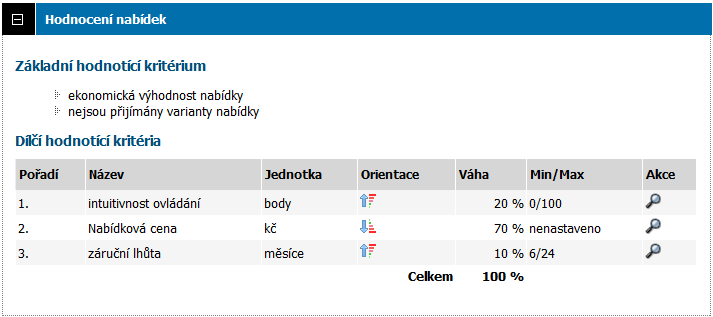 Hodnocení nabídek
Základní hodnotící kritérium
ekonomická výhodnost nabídky
nejsou přijímány varianty nabídky
Dílčí hodnotící kritéria
Pořadí Název Jednotka Orientace Váha Min/Max Akce
1. intuitivnost ovládání body 20 % 0/100
2. Nabídková cena kč 70 % nenastaveno
3. záruční lhůta měsíce 10 % 6/24
Celkem 100 %